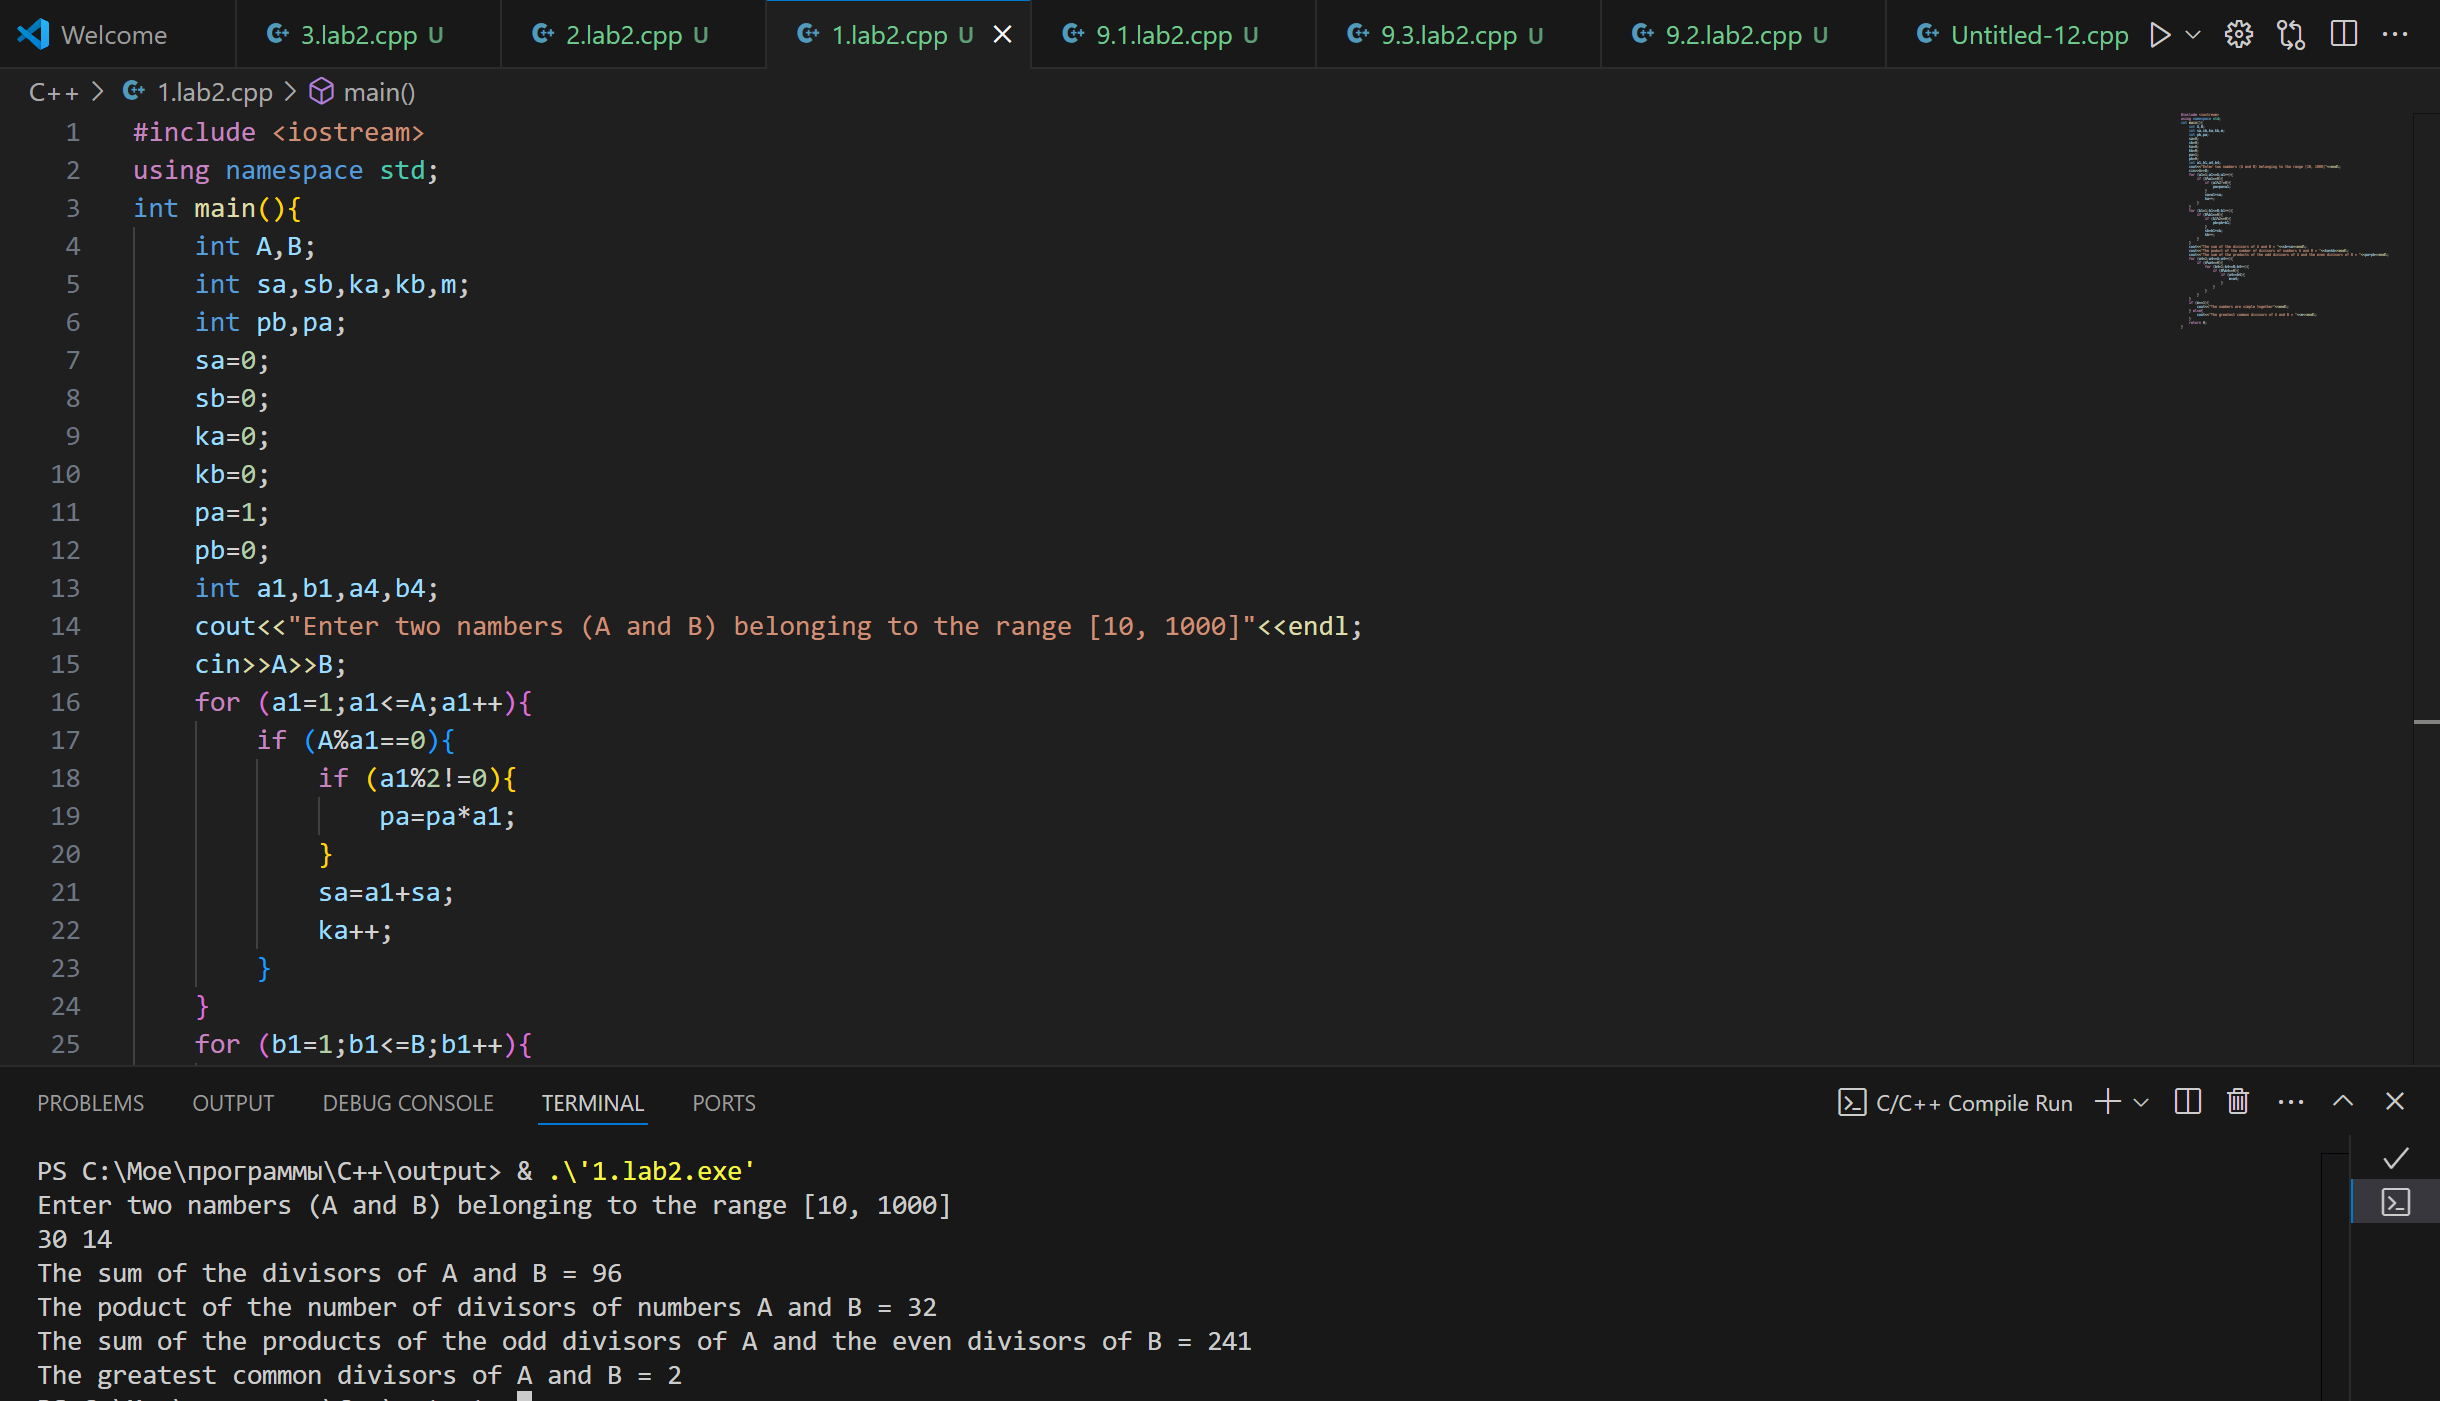 Welcome
3.lab2.cpp U
2.lab2.cpp U
1.lab2.cpp U
9.1.lab2.cpp U
9.3.lab2.cpp U
9.2.lab2.cpp U
Untitled-12.cpp
C++ > 1.lab2.cpp > main()
1 #include <iostream>
2 using namespace std;
3 int main(){
4 int A,B;
5 int sa,sb,ka,kb,m;
6 int pb,pa;
7 sa=0;
8 sb=0;
9 ka=0;
10 kb=0;
11 pa=1;
12 pb=0;
13 int a1,b1,a4,b4;
14 cout<<"Enter two nambers (A and B) belonging to the range [10, 1000]"<<endl;
15 cin>>A>>B;
16 for (a1=1;a1<=A;a1++){
17 if (A%a1==0){
18 if (a1%2!=0){
19 pa=pa*a1;
20 }
21 sa=a1+sa;
22 ka++;
23 }
24 }
25 for (b1=1;b1<=B;b1++){
PROBLEMS OUTPUT DEBUG CONSOLE TERMINAL PORTS
C/C++ Compile Run
PS C:\Мое\программы\C++\output> & .\'1.lab2.exe'
Enter two nambers (A and B) belonging to the range [10, 1000]
30 14
The sum of the divisors of A and B = 96
The poduct of the number of divisors of numbers A and B = 32
The sum of the products of the odd divisors of A and the even divisors of B = 241
The greatest common divisors of A and B = 2